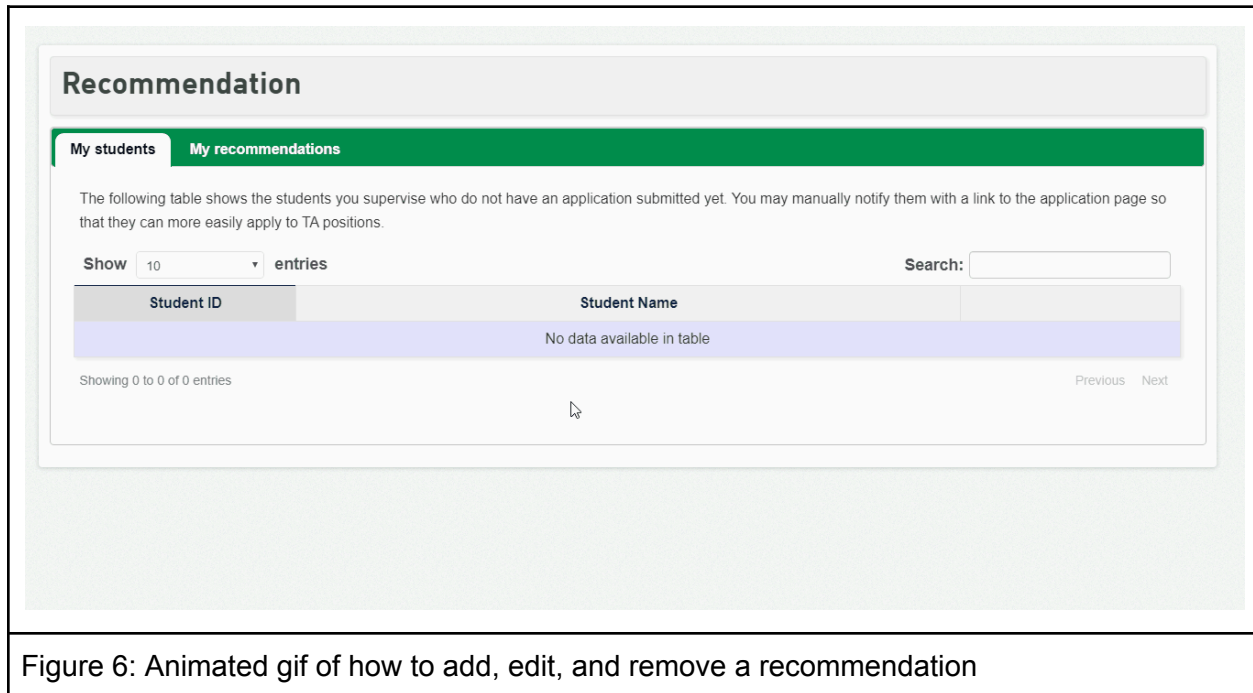 Recommendation
My students My recommendations
The following table shows the students you supervise who do not have an application submitted yet. You may manually notify them with a link to the application page so
that they can more easily apply to TA positions.
Show 10 entries Search:
Student ID Student Name
No data available in table
Showing 0 to 0 of 0 entries Previous Next
Figure 6: Animated gif of how to add, edit, and remove a recommendation